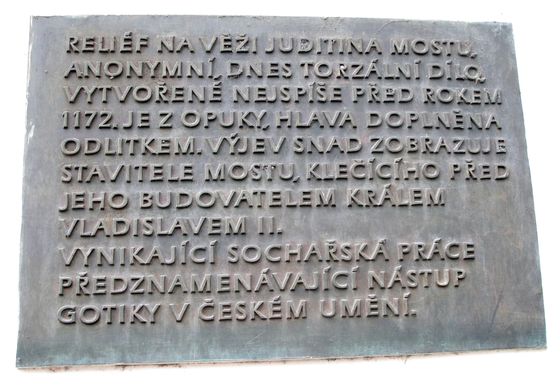 RELIÉF NA VĚŽI JUDITINA MOSTU,
ANONYMNÍ, DNES TORZÁLNÍ DÍLO,
VYTVOŘENÉ NEJSPÍŠE PŘED ROKEM
1172. JE Z OPUKY, HLAVA DOPLNĚNA
ODLITKEM. VÝJEV SNAD ZOBRAZUJE
STAVITELE MOSTU, KLEČÍCÍHO PŘED
JEHO BUDOVATELEM KRÁLEM
VLADISLAVEM II.
VYNIKAJÍCÍ SOCHAŘSKÁ PRÁCE
PŘEDZNAMENÁVAJÍCÍ NÁSTUP
GOTIKY V ČESKÉM UMĚNÍ.